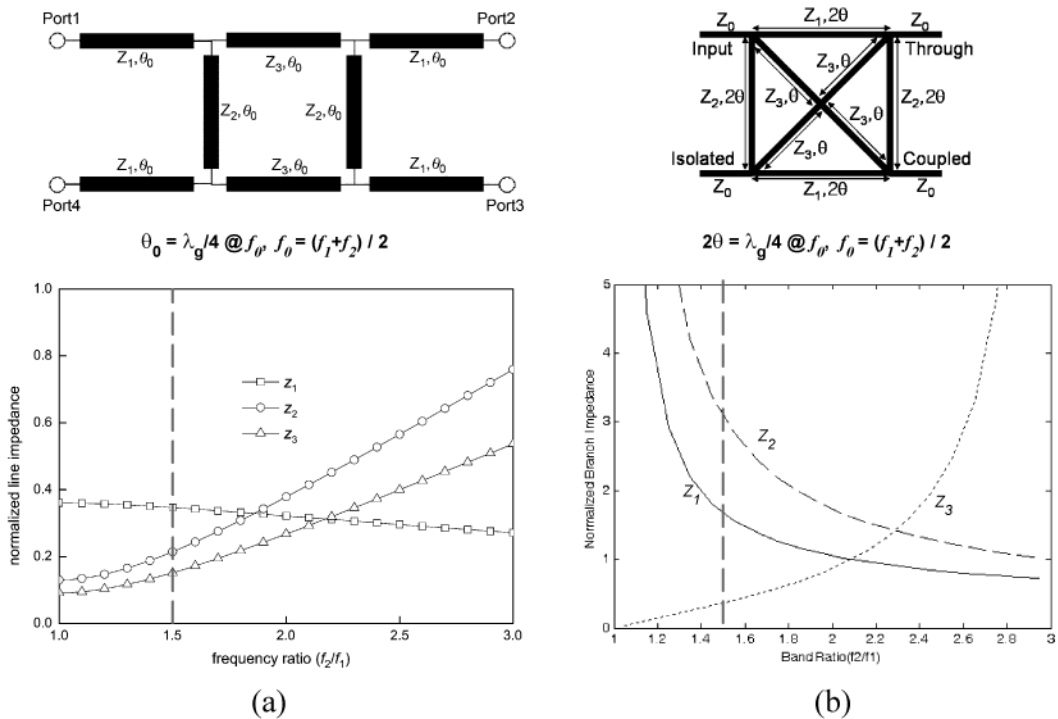 Port1
Port2
Z1,θ0
Z3,θ0
Z1,θ0
Z2,θ0
Z2,θ0
Z1,θ0
Z3,θ0
Z1,θ0
Port4
Port3
θ0 = λg/4 @ f0, f0 = (f1+f2) / 2
1.0
0.8
0.6
0.4
0.2
0.0
normalized line impedance
z1
z2
z3
1.0
1.5
2.0
2.5
3.0
frequency ratio (f2/f1)
(a)
Z0
Z1,2θ
Z0
Input
Through
Z3,θ
Z2,2θ
Z3,θ
Z3,θ
Z2,2θ
Z3,θ
Isolated
Coupled
Z0
Z1,2θ
Z0
2θ = λg/4 @ f0, f0 = (f1+f2) / 2
5
4
3
2
1
0
Normalized Branch Impedance
Z1
Z2
Z3
1
1.2
1.4
1.6
1.8
2
2.2
2.4
2.6
2.8
3
Band Ratio(f2/f1)
(b)